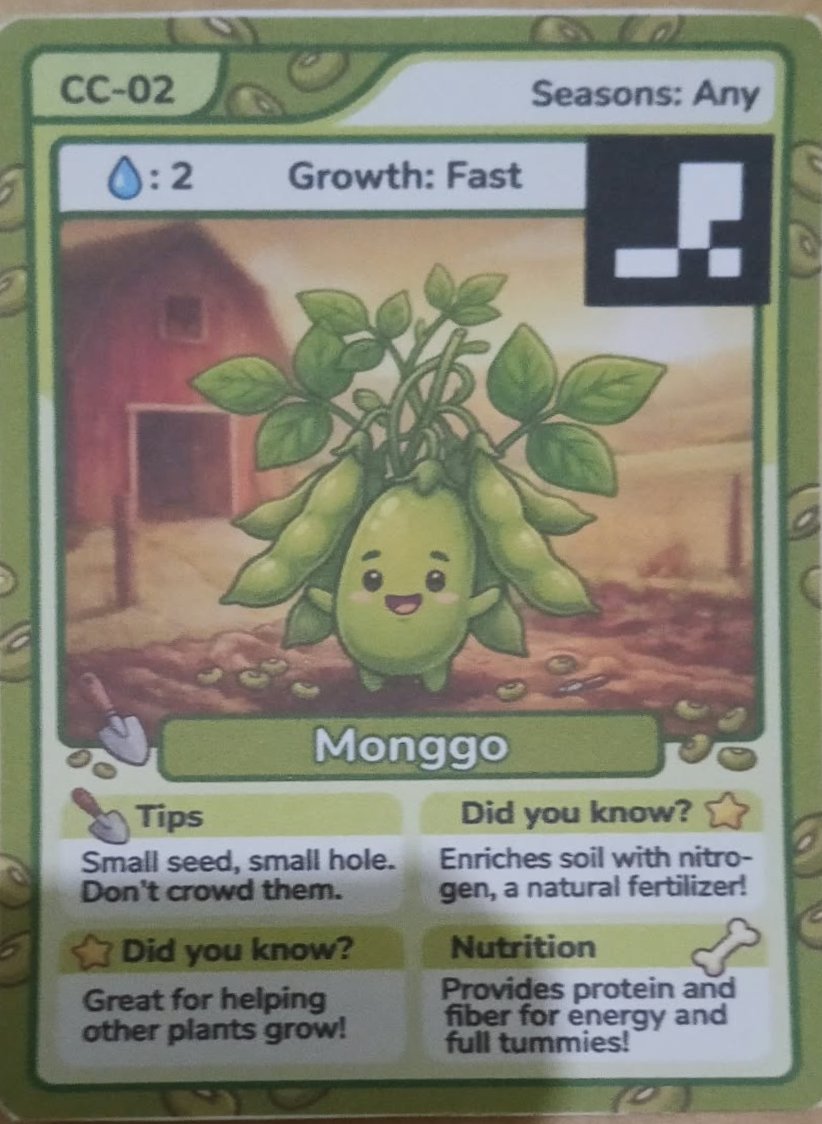 CC-02
Seasons: Any
: 2
Growth: Fast
Monggo
Tips
Small seed, small hole.
Don't crowd them.
Did you know?
Enriches soil with nitro-
gen, a natural fertilizer!
Did you know?
Great for helping
other plants grow!
Nutrition
Provides protein and
fiber for energy and
full tummies!